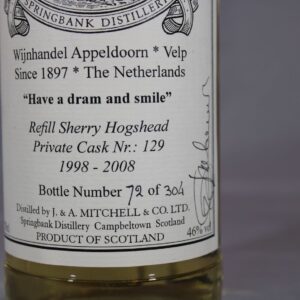 SPRINGBANK DISTILLERY
Wijnhandel Appeldoorn * Velp
Since 1897 * The Netherlands
"Have a dram and smile"
Refill Sherry Hogshead
Private Cask Nr.: 129
1998 - 2008
Bottle Number 72 of 304
Distilled by J. & A. MITCHELL & CO. LTD.
Springbank Distillery Campbeltown Scotland
46% vol
PRODUCT OF SCOTLAND